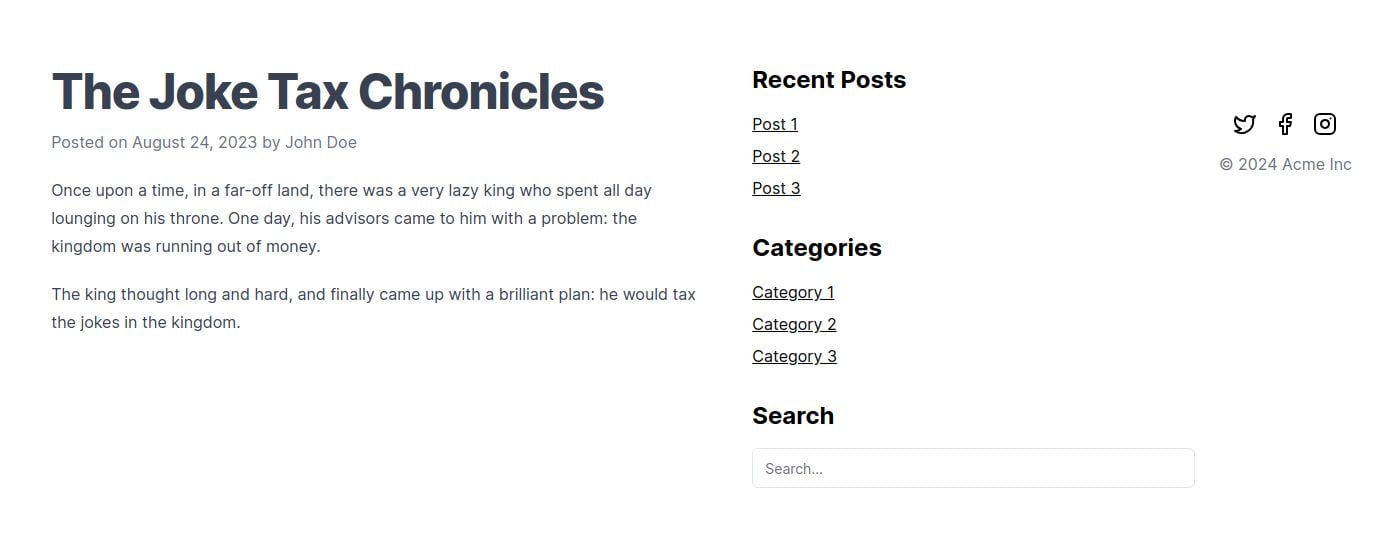 The Joke Tax Chronicles
Posted on August 24, 2023 by John Doe
Once upon a time, in a far-off land, there was a very lazy king who spent all day
lounging on his throne. One day, his advisors came to him with a problem: the
kingdom was running out of money.
The king thought long and hard, and finally came up with a brilliant plan: he would tax
the jokes in the kingdom.
Recent Posts
Post 1
Post 2
Post 3
Categories
Category 1
Category 2
Category 3
Search
Search...
© 2024 Acme Inc